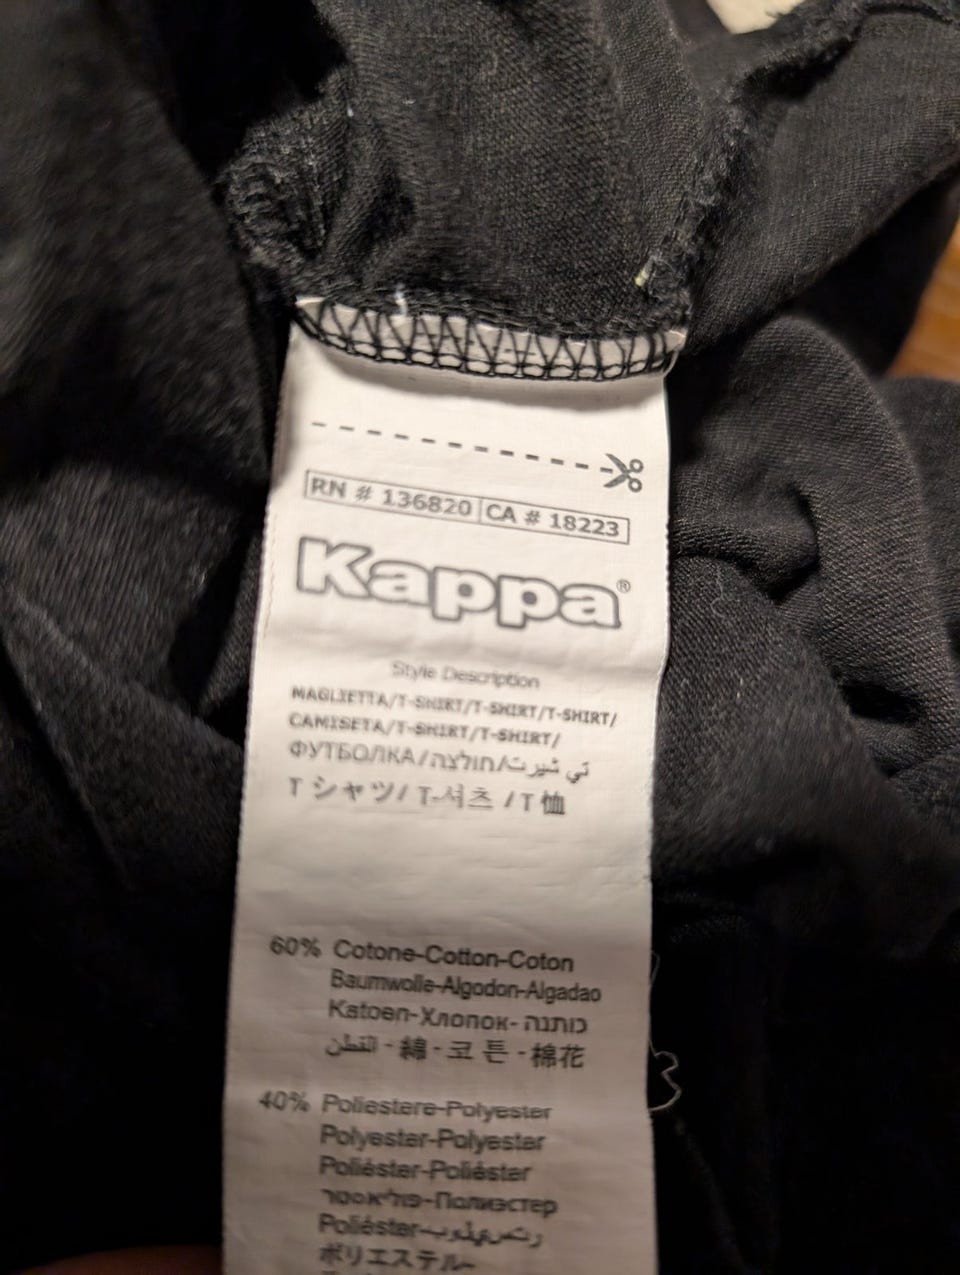 RN # 136820 CA # 18223
Kappa®
Style Description
MAGLIETTA/T-SHIRT/T-SHIRT/T-SHIRT/
CAMISETA/T-SHIRT/T-SHIRT/
ФУТБОЛКА/חולצה/تي شيرت
Tシャツ/ T-셔츠 /T恤
60% Cotone-Cotton-Coton
Baumwolle-Algodon-Algadao
Katoen-Хлопок- כותנה
القطن - 綿 - 코 튼 - 棉花
40% Poliestere-Polyester
Polyester-Polyester
Poliéster-Poliéster
פוליאסטר-Полиэстер
Poliéster-
ポリエステル-